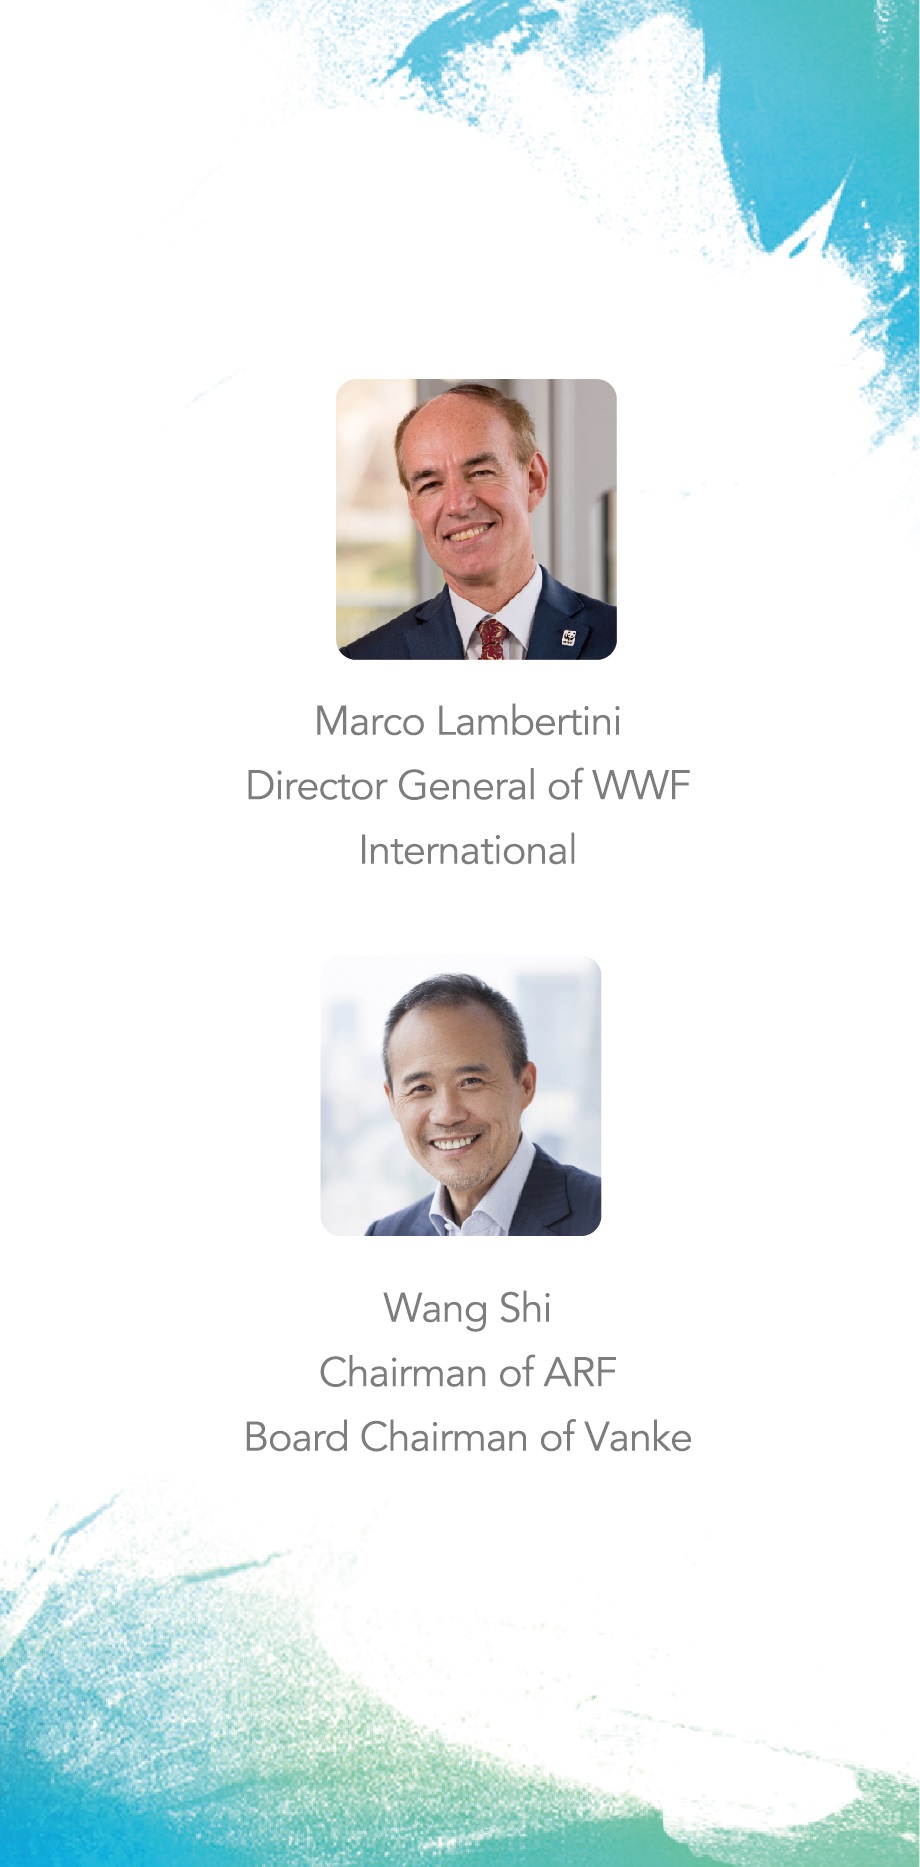 Marco Lambertini
Director General of WWF
International
Wang Shi
Chairman of ARF
Board Chairman of Vanke